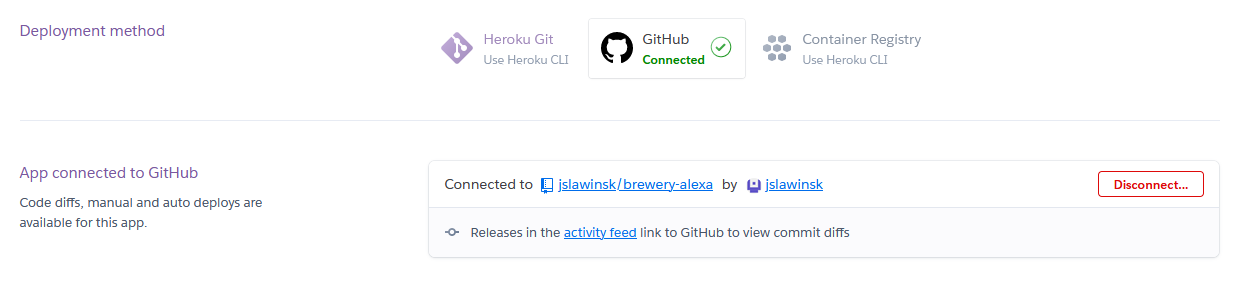 Deployment method
Heroku Git
Use Heroku CLI
GitHub
Connected
Container Registry
Use Heroku CLI
App connected to GitHub
Code diffs, manual and auto deploys are
available for this app.
Connected to jslawinsk/brewery-alexa by jslawinsk
Disconnect...
Releases in the activity feed link to GitHub to view commit diffs